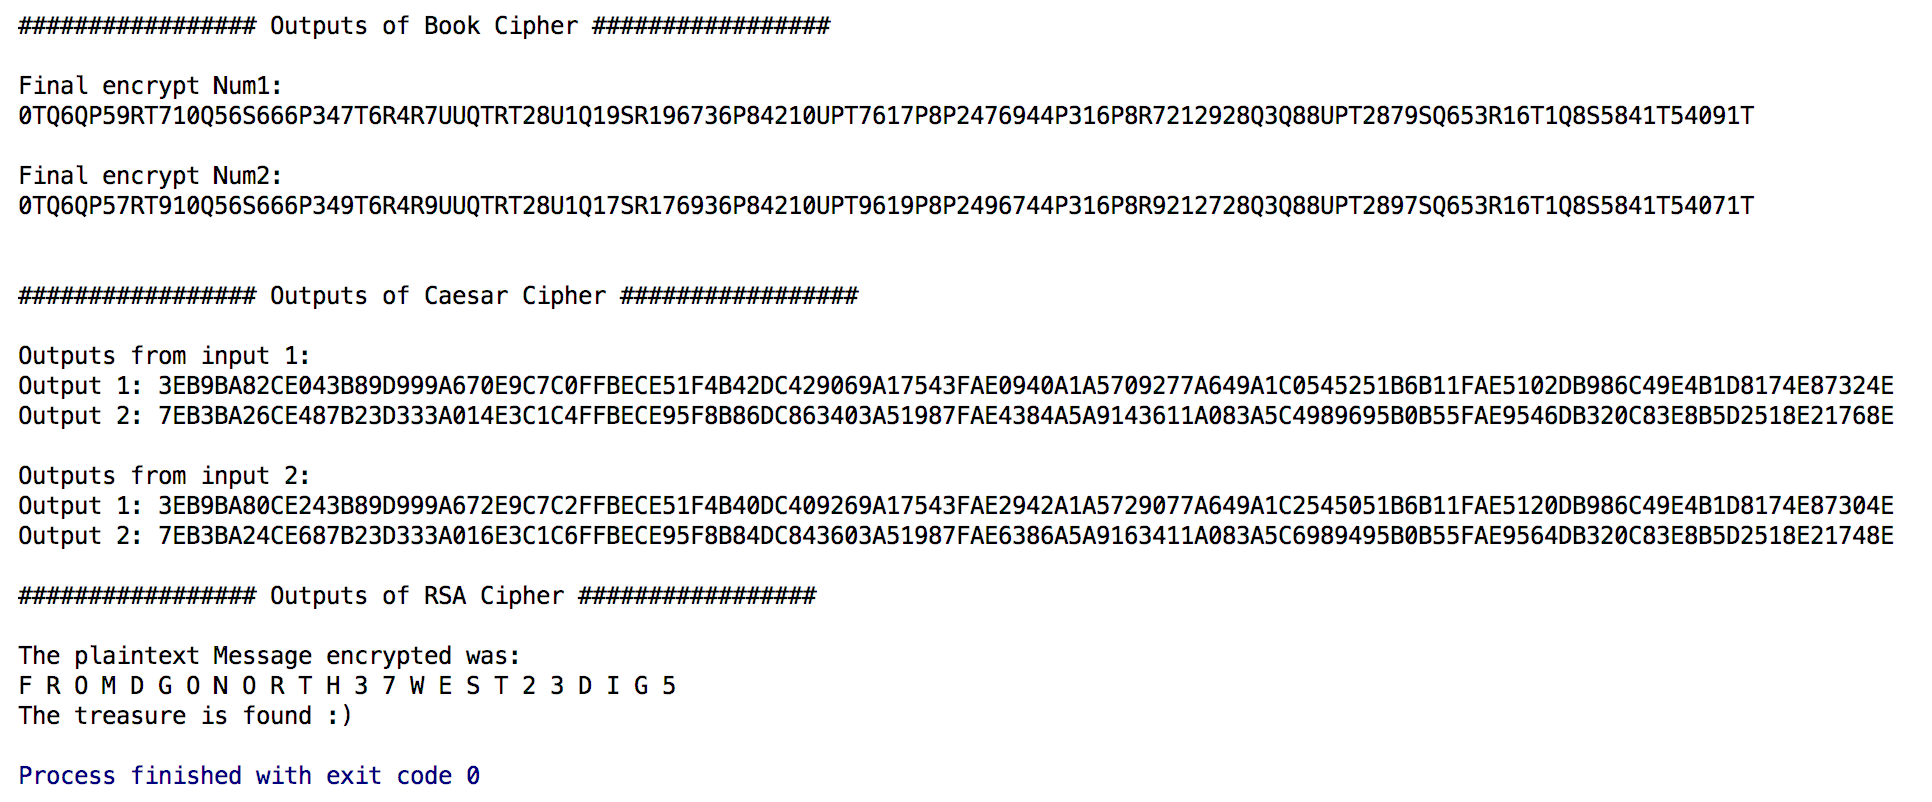 ################# Outputs of Book Cipher #################
Final encrypt Num1:
0TQ6QP59RT710Q56S666P347T6R4R7UUQTRT28U1Q19SR196736P84210UPT7617P8P2476944P316P8R7212928Q3Q88UPT2879SQ653R16T1Q8S5841T54091T
Final encrypt Num2:
0TQ6QP57RT910Q56S666P349T6R4R9UUQTRT28U1Q17SR176936P84210UPT9619P8P2496744P316P8R9212728Q3Q88UPT2897SQ653R16T1Q8S5841T54071T
################# Outputs of Caesar Cipher #################
Outputs from input 1:
Output 1: 3EB9BA82CE043B89D999A670E9C7C0FFBECE51F4B42DC429069A17543FAE0940A1A5709277A649A1C0545251B6B11FAE5102DB986C49E4B1D8174E87324E
Output 2: 7EB3BA26CE487B23D333A014E3C1C4FFBECE95F8B86DC863403A51987FAE4384A5A9143611A083A5C4989695B0B55FAE9546DB320C83E8B5D2518E21768E
Outputs from input 2:
Output 1: 3EB9BA80CE243B89D999A672E9C7C2FFBECE51F4B40DC409269A17543FAE2942A1A5729077A649A1C2545051B6B11FAE5120DB986C49E4B1D8174E87304E
Output 2: 7EB3BA24CE687B23D333A016E3C1C6FFBECE95F8B84DC843603A51987FAE6386A5A9163411A083A5C6989495B0B55FAE9564DB320C83E8B5D2518E21748E
################# Outputs of RSA Cipher #################
The plaintext Message encrypted was:
F R O M D G O N O R T H 3 7 W E S T 2 3 D I G 5
The treasure is found :)
Process finished with exit code 0